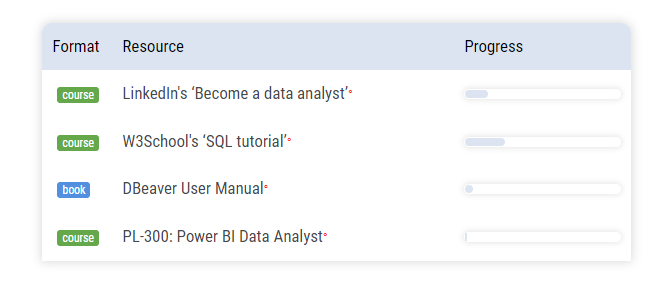 Format Resource Progress
course LinkedIn's ‘Become a data analyst’°
course W3School's ‘SQL tutorial’°
book DBeaver User Manual°
course PL-300: Power BI Data Analyst°